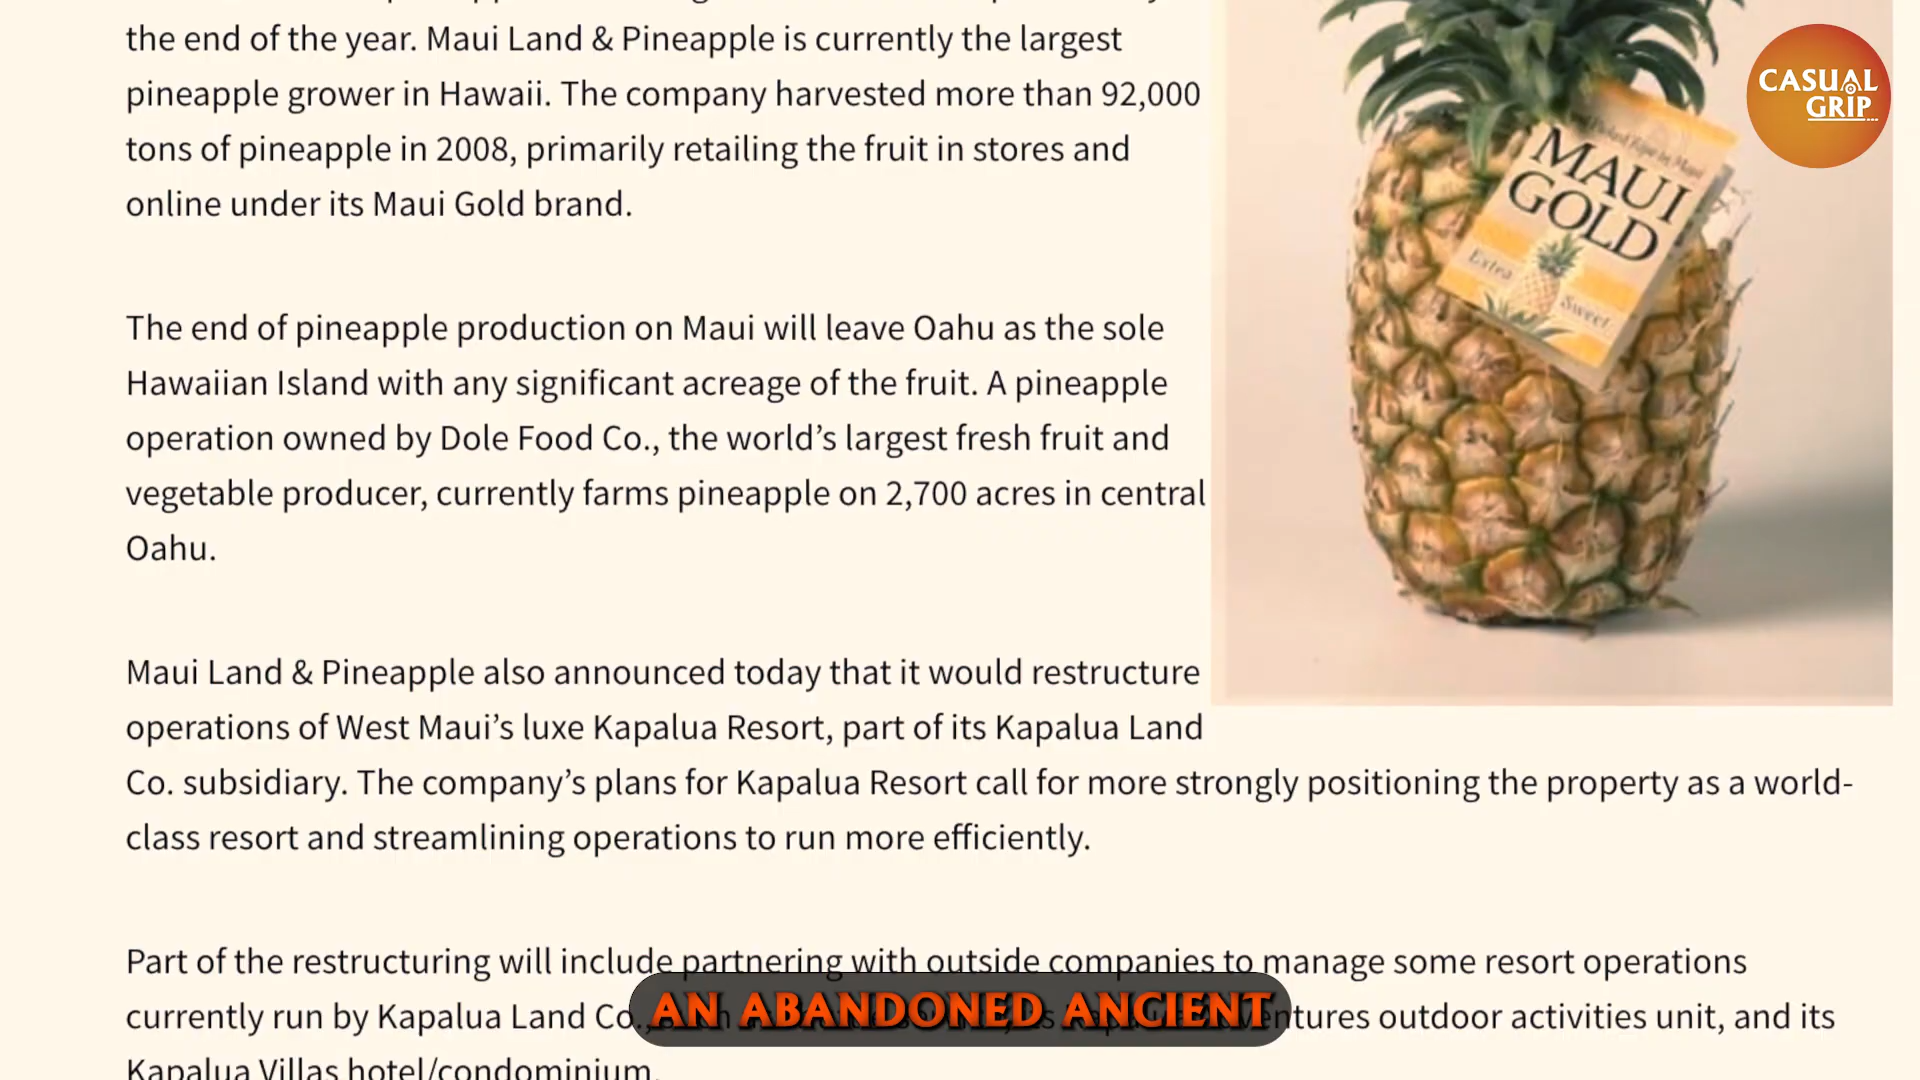 the end of the year. Maui Land & Pineapple is currently the largest
pineapple grower in Hawaii. The company harvested more than 92,000
tons of pineapple in 2008, primarily retailing the fruit in stores and
online under its Maui Gold brand.
The end of pineapple production on Maui will leave Oahu as the sole
Hawaiian Island with any significant acreage of the fruit. A pineapple
operation owned by Dole Food Co., the world’s largest fresh fruit and
vegetable producer, currently farms pineapple on 2,700 acres in central
Oahu.
Maui Land & Pineapple also announced today that it would restructure
operations of West Maui’s luxe Kapalua Resort, part of its Kapalua Land
Co. subsidiary. The company’s plans for Kapalua Resort call for more strongly positioning the property as a world-
class resort and streamlining operations to run more efficiently.
Part of the restructuring will include partnering with outside companies to manage some resort operations
currently run by Kapalua Land Co., outdoor activities unit, and its
Kapalua Villas hotel/condominium.
CASUAL
GRIP...
MAUI
GOLD
Extra
Sweet
AN ABANDONED ANCIENT